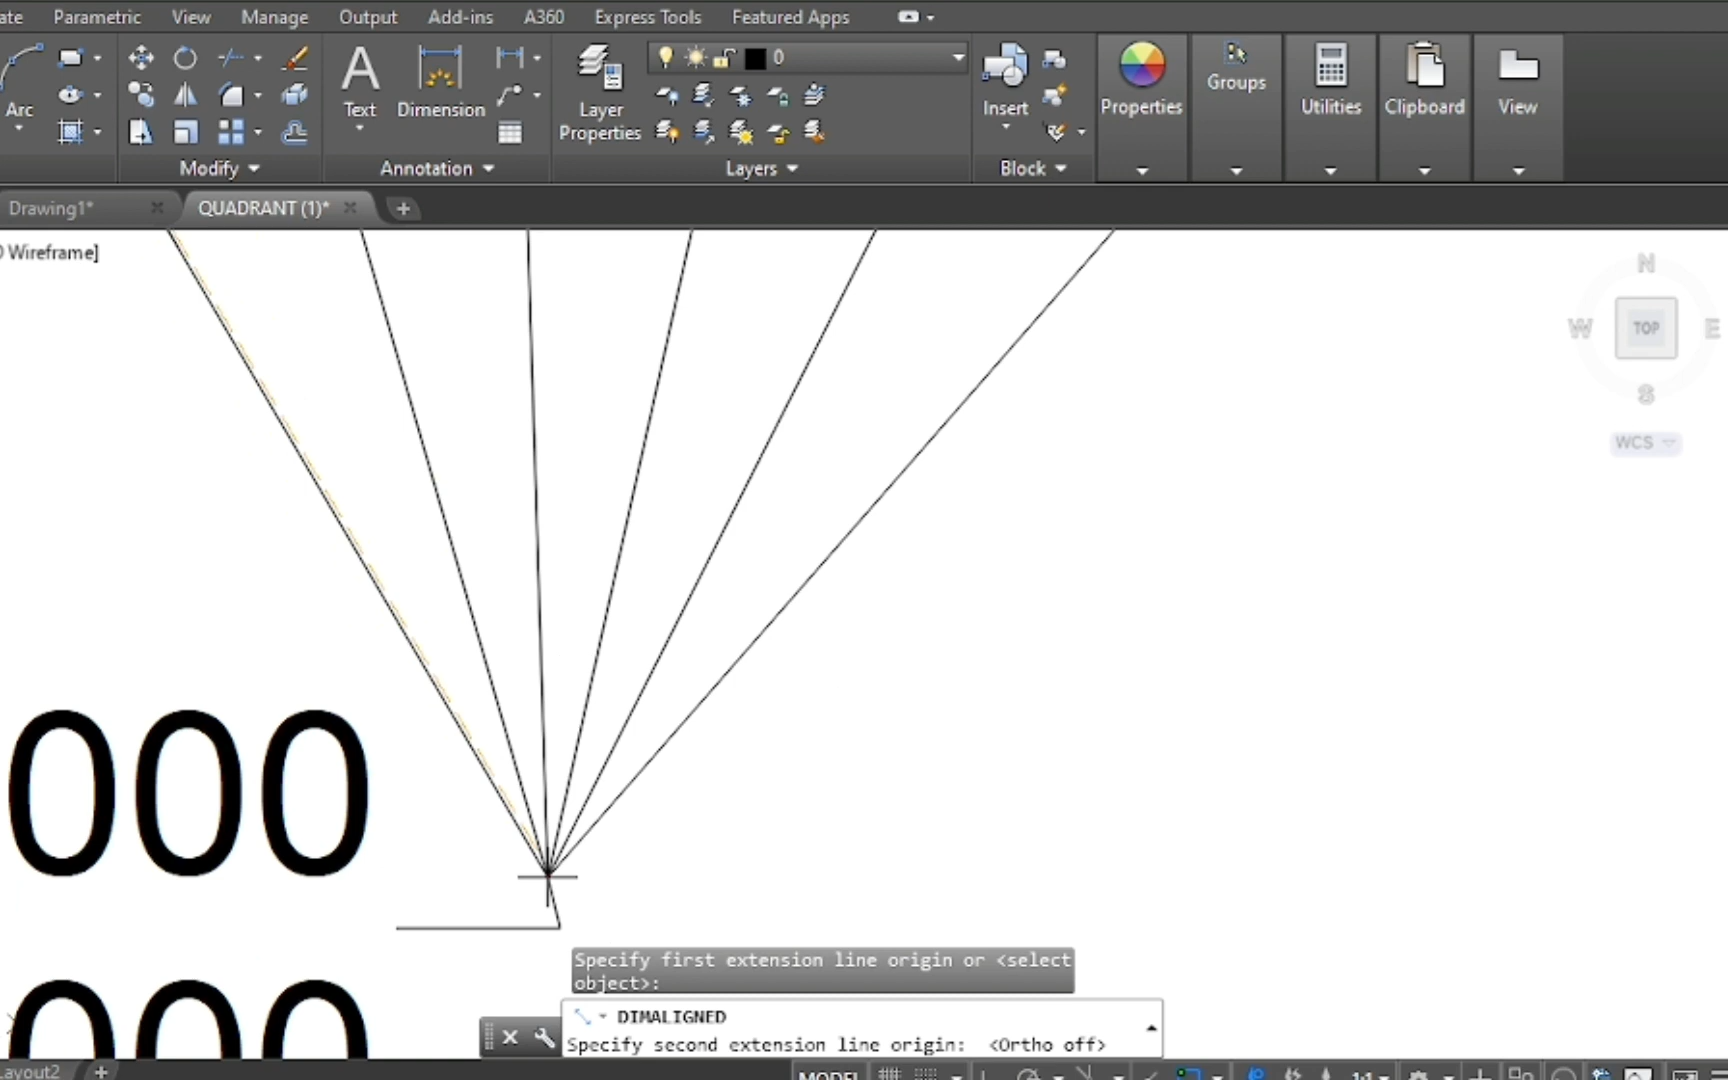 ate Parametric View Manage Output Add-ins A360 Express Tools Featured Apps
0
Arc Text Dimension Layer Properties Insert Properties Groups Utilities Clipboard View
Modify Annotation Layers Block
Drawing1* QUADRANT (1)*
D Wireframe]
N
W TOP E
S
WCS
000
Specify first extension line origin or <select
object>:
000
DIMALIGNED
Specify second extension line origin: <Ortho off>
ayout2 MODEL 1:1